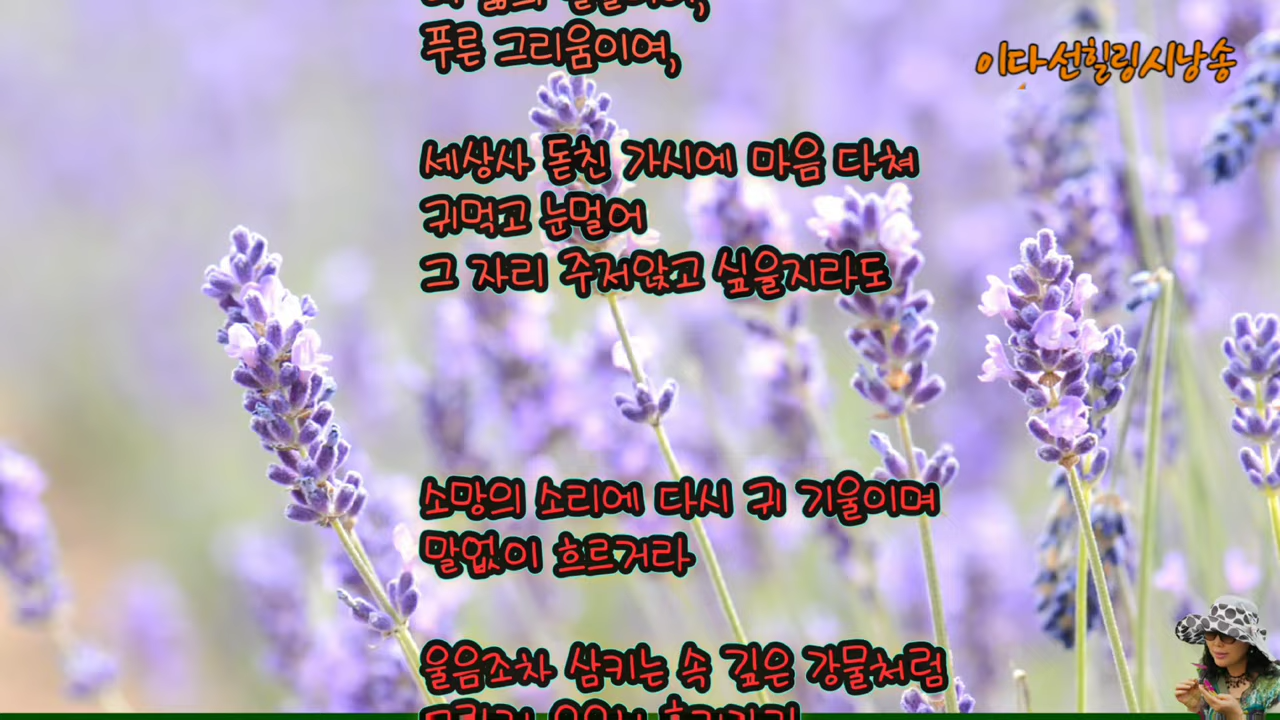 푸른 그리움이여,
이다선힐링시낭송
세상사 돋친 가시에 마음 다쳐
귀먹고 눈멀어
그 자리 주저앉고 싶을지라도
소망의 소리에 다시 귀 기울이며
말없이 흐르거라
울음조차 삼키는 속 깊은 강물처럼